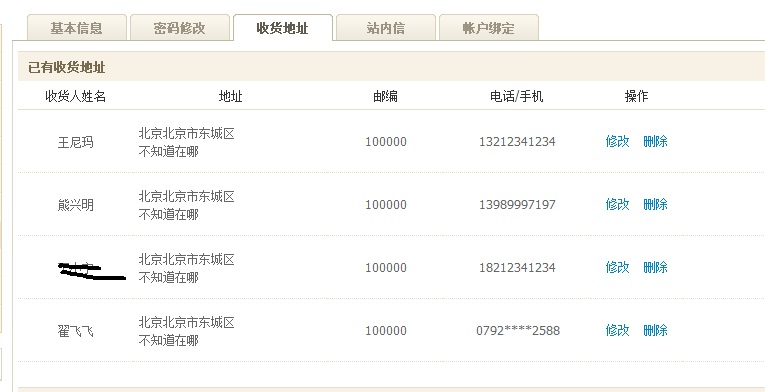 基本信息 密码修改 收货地址 站内信 帐户绑定
已有收货地址
收货人姓名 地址 邮编 电话/手机 操作
王尼玛 北京北京市东城区 100000 13212341234 修改 删除
不知道在哪
熊兴明 北京北京市东城区 100000 13989997197 修改 删除
不知道在哪
北京北京市东城区 100000 18212341234 修改 删除
不知道在哪
翟飞飞 北京北京市东城区 100000 0792****2588 修改 删除
不知道在哪